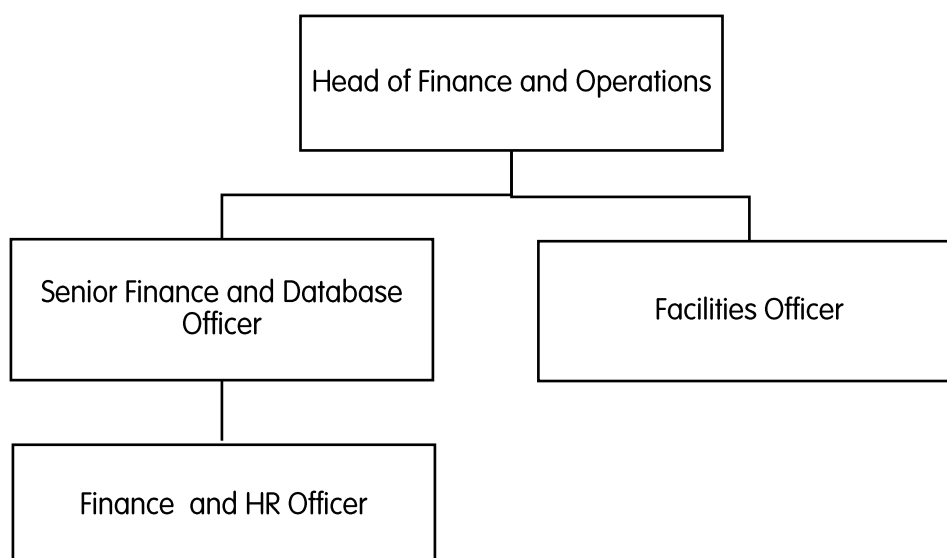 Head of Finance and Operations
Senior Finance and Database
Officer
Facilities Officer
Finance and HR Officer